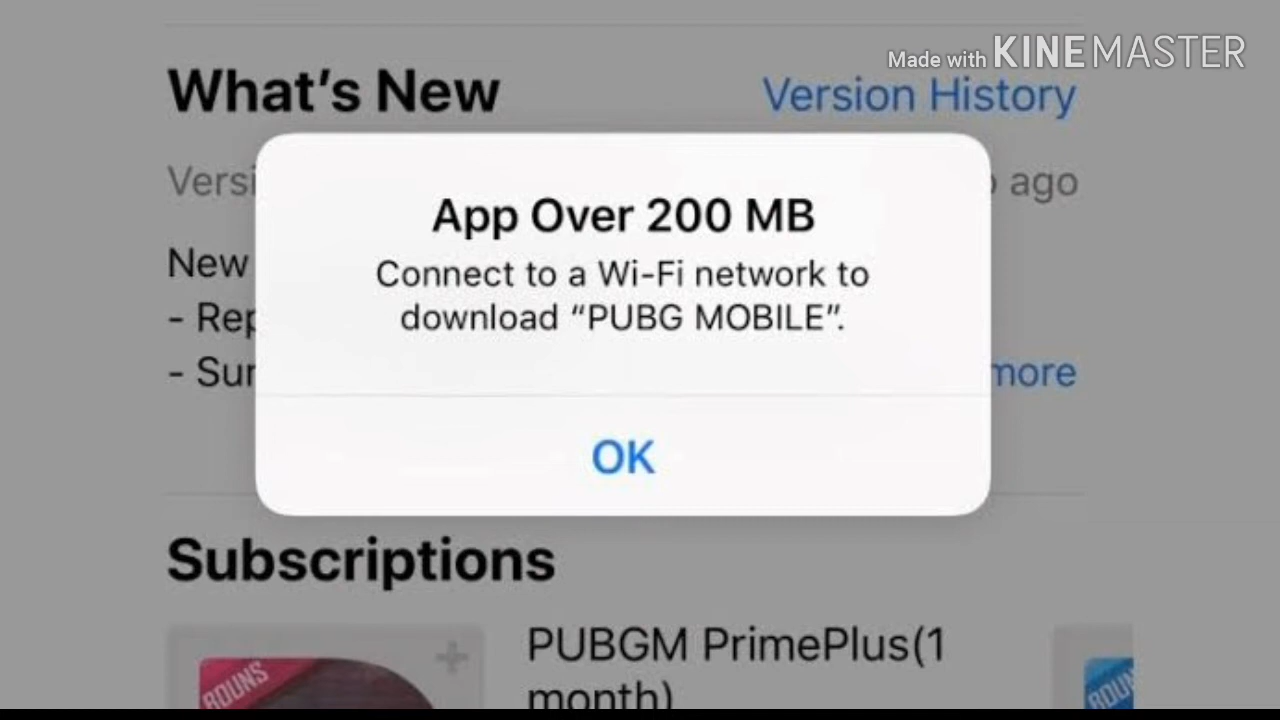 Made with KINEMASTER
What's New
Version History
Versi
ago
App Over 200 MB
Connect to a Wi-Fi network to
download “PUBG MOBILE”.
New
- Rep
- Sur
more
OK
Subscriptions
PUBGM PrimePlus(1
month)